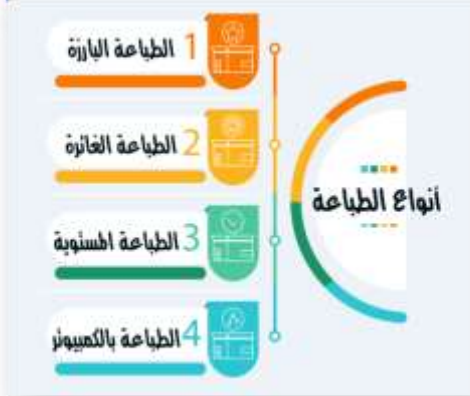 أنواع الطباعة
1 الطباعة البارزة
2 الطباعة الغائرة
3 الطباعة المستوية
4 الطباعة بالكمبيوتر